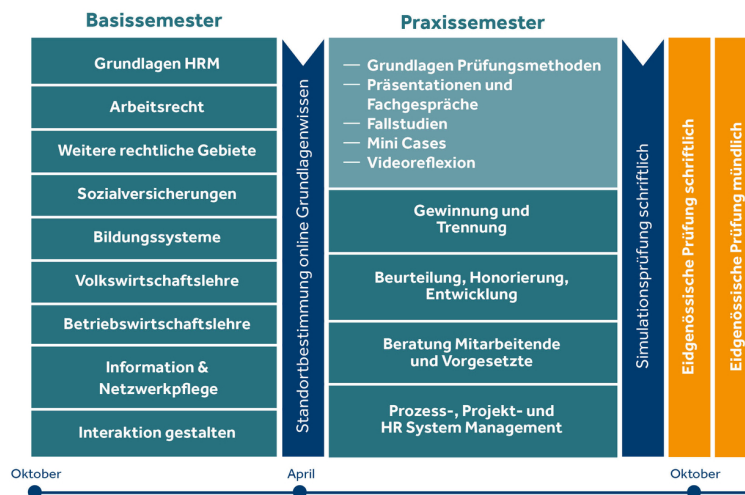 Basissemester
Grundlagen HRM
Arbeitsrecht
Weitere rechtliche Gebiete
Sozialversicherungen
Bildungssysteme
Volkswirtschaftslehre
Betriebswirtschaftslehre
Information &
Netzwerkpflege
Interaktion gestalten
Standortbestimmung online Grundlagenwissen
Praxissemester
— Grundlagen Prüfungsmethoden
— Präsentationen und
Fachgespräche
— Fallstudien
— Mini Cases
— Videoreflexion
Gewinnung und
Trennung
Beurteilung, Honorierung,
Entwicklung
Beratung Mitarbeitende
und Vorgesetzte
Prozess-, Projekt- und
HR System Management
Simulationsprüfung schriftlich
Eidgenössische Prüfung schriftlich
Eidgenössische Prüfung mündlich
Oktober
April
Oktober